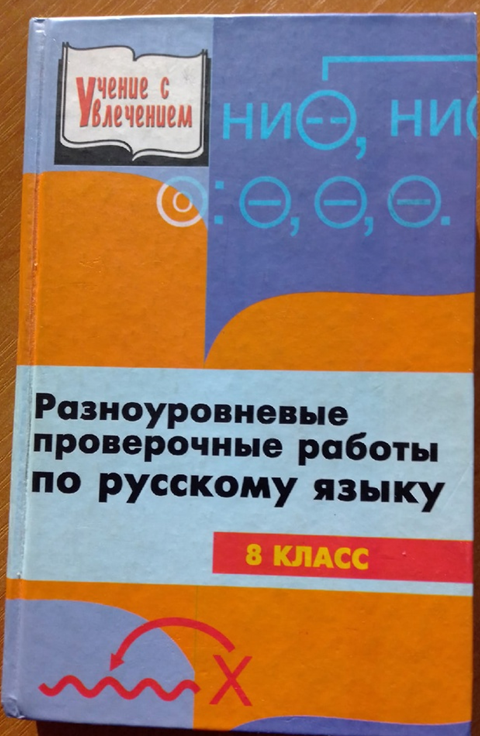 Учение с
Увлечением
ни⊖, ни
⊙: ⊖, ⊖, ⊖.
Разноуровневые
проверочные работы
по русскому языку
8 КЛАСС
X